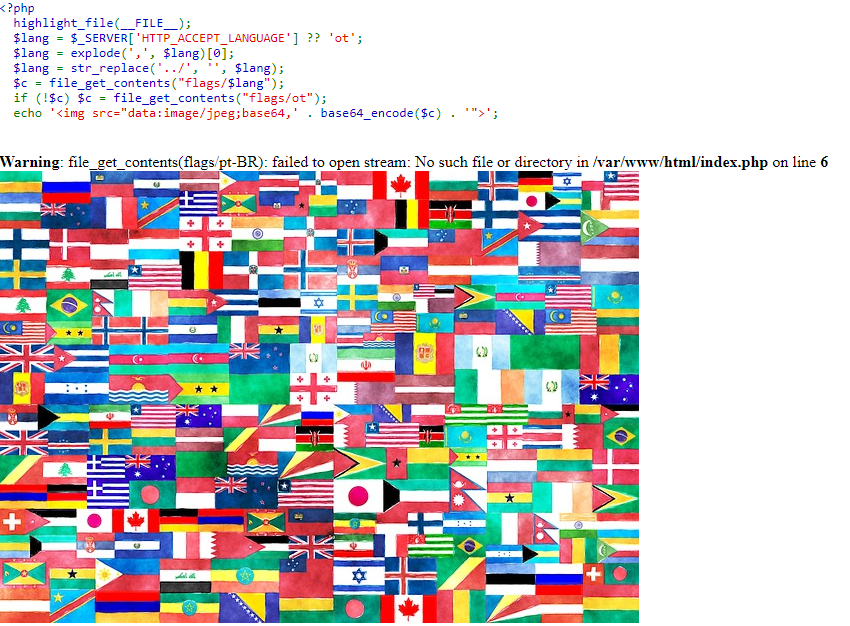 <?php
highlight_file(__FILE__);
$lang = $_SERVER['HTTP_ACCEPT_LANGUAGE'] ?? 'ot';
$lang = explode(',', $lang)[0];
$lang = str_replace('../', '', $lang);
$c = file_get_contents("flags/$lang");
if (!$c) $c = file_get_contents("flags/ot");
echo '<img src="data:image/jpeg;base64,' . base64_encode($c) . '">';
Warning: file_get_contents(flags/pt-BR): failed to open stream: No such file or directory in /var/www/html/index.php on line 6